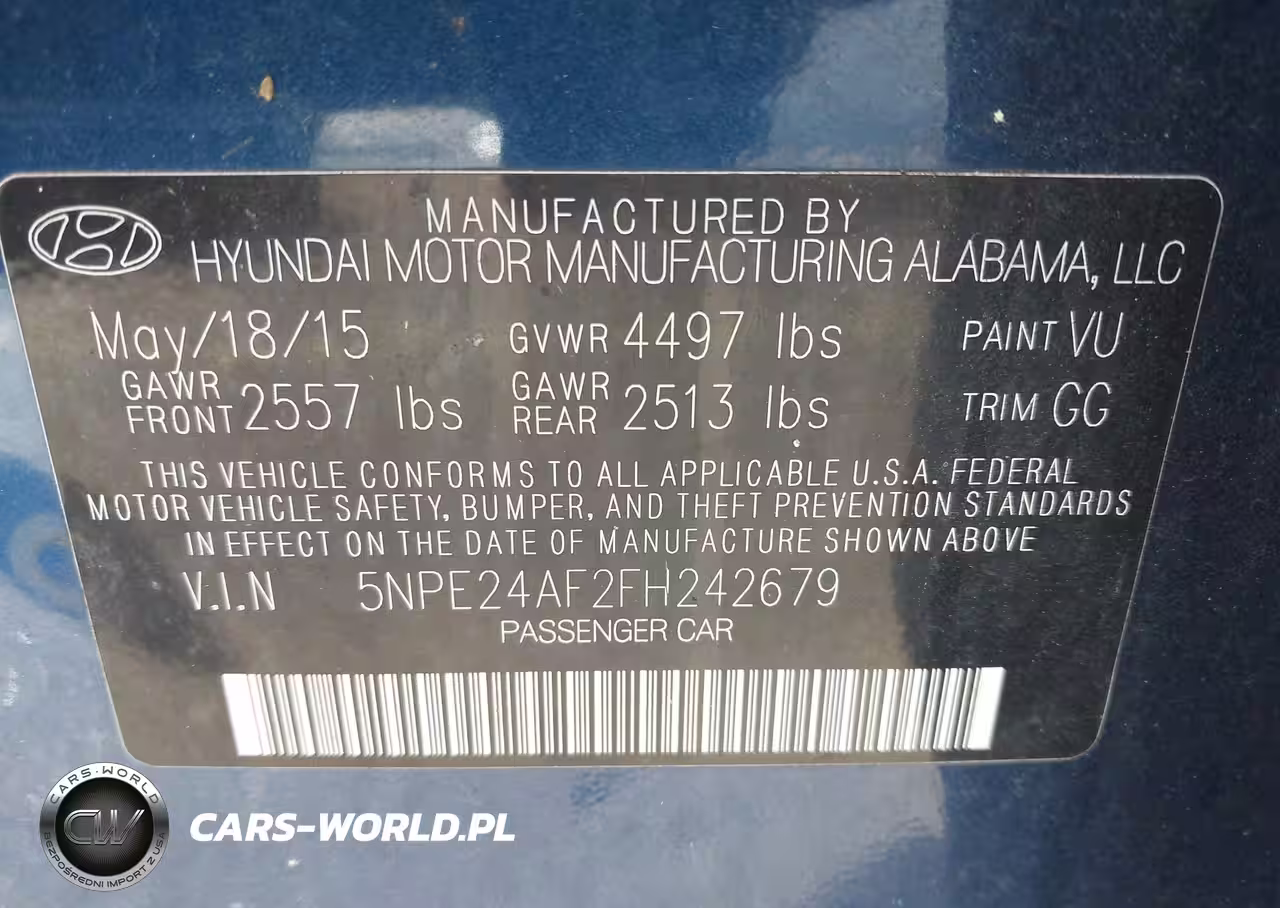 MANUFACTURED BY
HYUNDAI MOTOR MANUFACTURING ALABAMA, LLC
May/18/15 GVWR 4497 lbs PAINT VU
GAWR FRONT 2557 lbs GAWR REAR 2513 lbs TRIM GG
THIS VEHICLE CONFORMS TO ALL APPLICABLE U.S.A. FEDERAL
MOTOR VEHICLE SAFETY, BUMPER, AND THEFT PREVENTION STANDARDS
IN EFFECT ON THE DATE OF MANUFACTURE SHOWN ABOVE
V.I.N 5NPE24AF2FH242679
PASSENGER CAR
CARS-WORLD
CW
BEZPOŚREDNI IMPORT Z USA
CARS-WORLD.PL